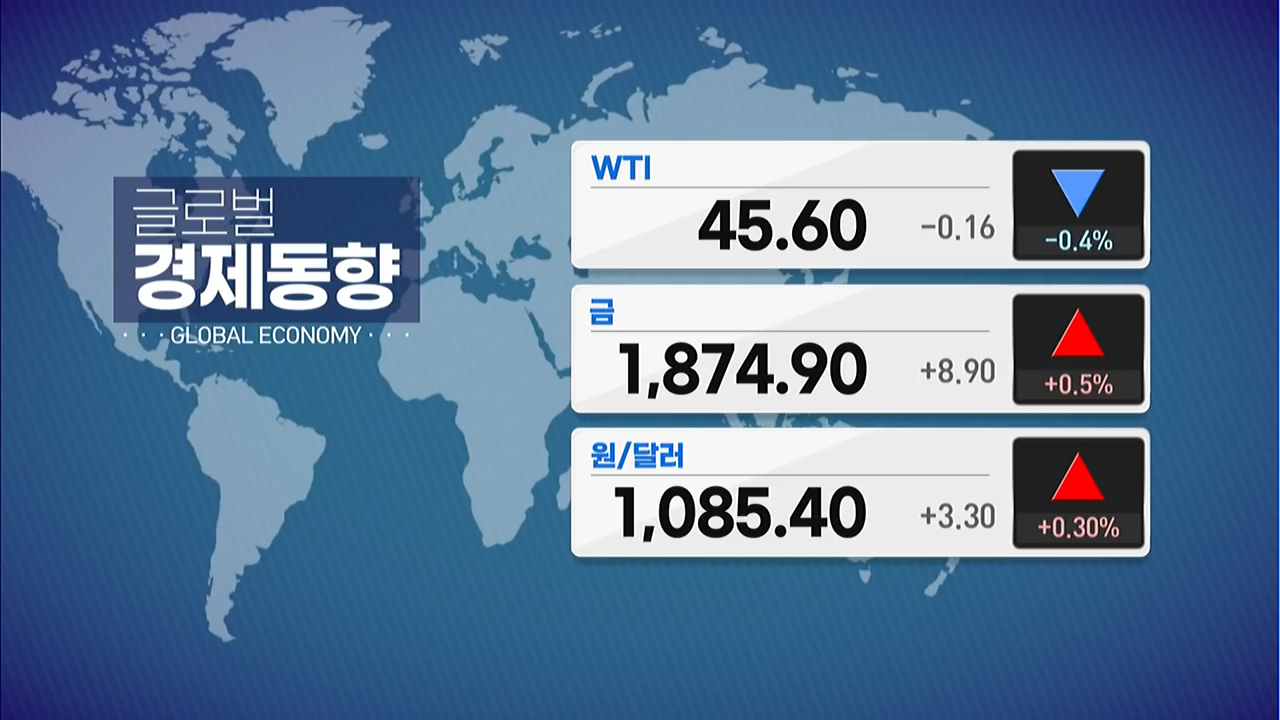 글로벌
경제동향
· · · GLOBAL ECONOMY · · ·
WTI
45.60 -0.16 -0.4%
금
1,874.90 +8.90 +0.5%
원/달러
1,085.40 +3.30 +0.30%